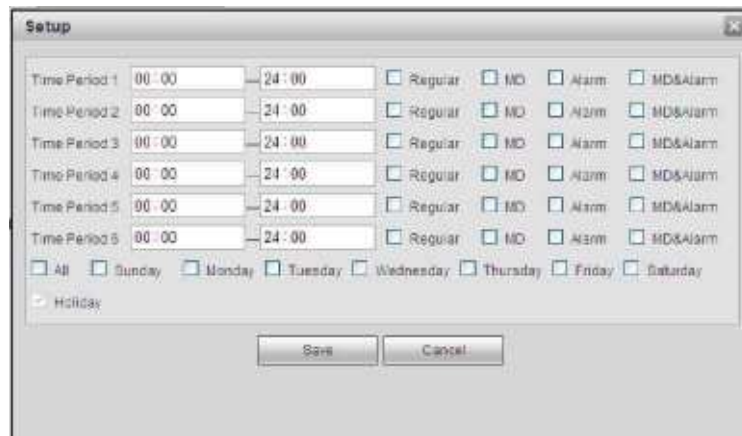 Setup
Time Period 1 00:00 — 24:00 Regular MD Alarm MD&Alarm
Time Period 2 00:00 — 24:00 Regular MD Alarm MD&Alarm
Time Period 3 00:00 — 24:00 Regular MD Alarm MD&Alarm
Time Period 4 00:00 — 24:00 Regular MD Alarm MD&Alarm
Time Period 5 00:00 — 24:00 Regular MD Alarm MD&Alarm
Time Period 6 00:00 — 24:00 Regular MD Alarm MD&Alarm
All Sunday Monday Tuesday Wednesday Thursday Friday Saturday
Holiday
Save Cancel